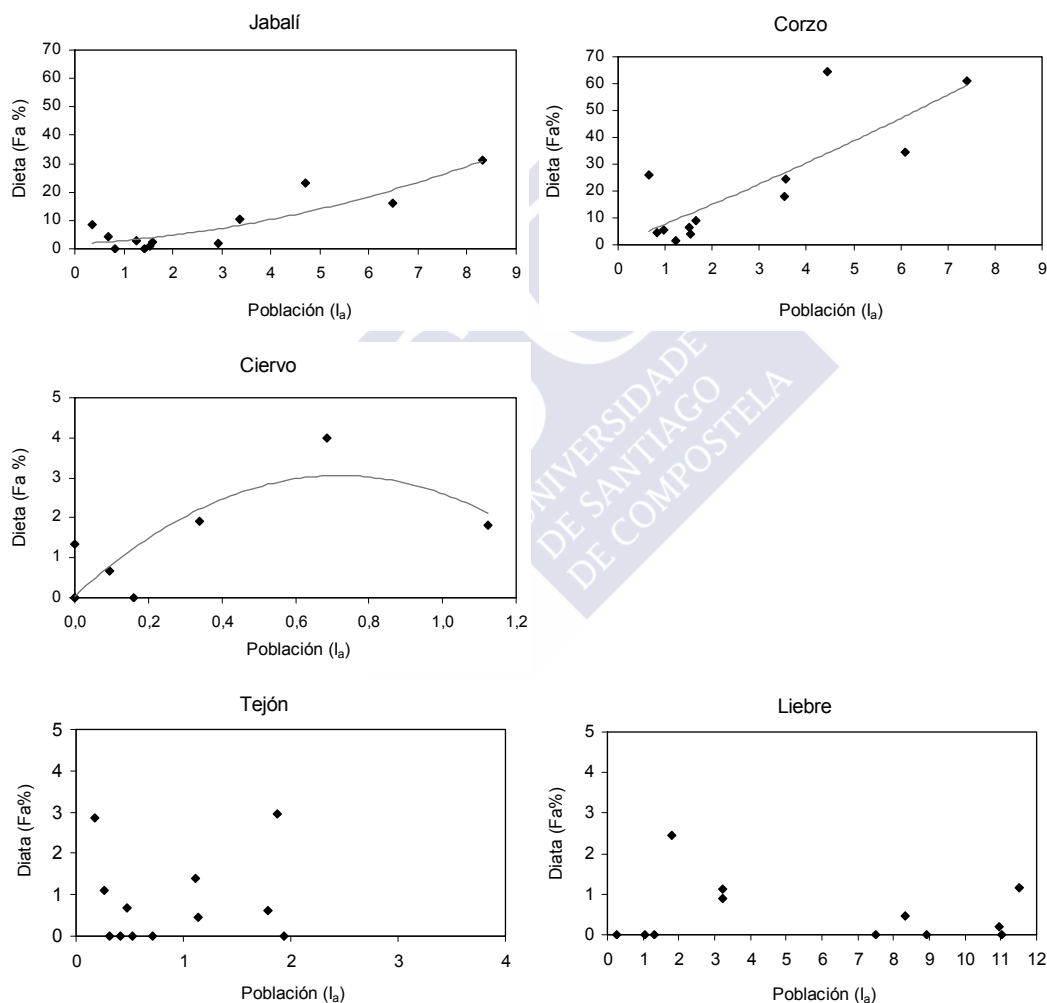 Jabalí
Dieta (Fa %)
70
60
50
40
30
20
10
0
0 1 2 3 4 5 6 7 8 9
Población (Ia)
Corzo
Dieta (Fa%)
70
60
50
40
30
20
10
0
0 1 2 3 4 5 6 7 8 9
Población (Ia)
Ciervo
Dieta (Fa %)
5
4
3
2
1
0
0,0 0,2 0,4 0,6 0,8 1,0 1,2
Población (Ia)
UNIVERSIDADE
DE SANTIAGO
DE COMPOSTELA
Tejón
Diata (Fa%)
5
4
3
2
1
0
0 1 2 3 4
Población (Ia)
Liebre
Diata (Fa%)
5
4
3
2
1
0
0 1 2 3 4 5 6 7 8 9 10 11 12
Población (Ia)